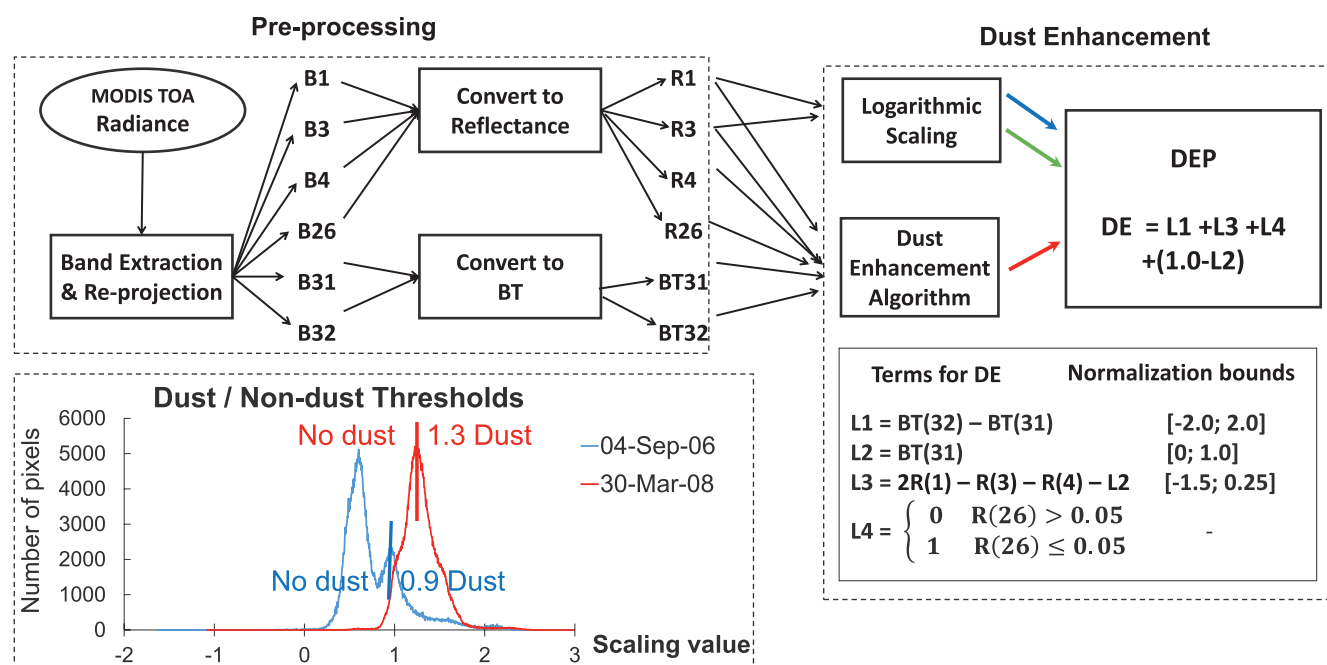 Pre-processing
MODIS TOA
Radiance
Band Extraction
& Re-projection
B1
B3
B4
B26
B31
B32
Convert to
Reflectance
Convert to
BT
R1
R3
R4
R26
BT31
BT32
Dust Enhancement
Logarithmic
Scaling
Dust
Enhancement
Algorithm
DEP
DE = L1 +L3 +L4
+(1.0-L2)
Terms for DE Normalization bounds
L1 = BT(32) – BT(31) [-2.0; 2.0]
L2 = BT(31) [0; 1.0]
L3 = 2R(1) – R(3) – R(4) – L2 [-1.5; 0.25]
L4 = { 0 R(26) > 0.05
1 R(26) ≤ 0.05 -
Dust / Non-dust Thresholds
Number of pixels
6000
5000
4000
3000
2000
1000
0
-2 -1 0 1 2 3
Scaling value
No dust 1.3 Dust
No dust 0.9 Dust
04-Sep-06
30-Mar-08